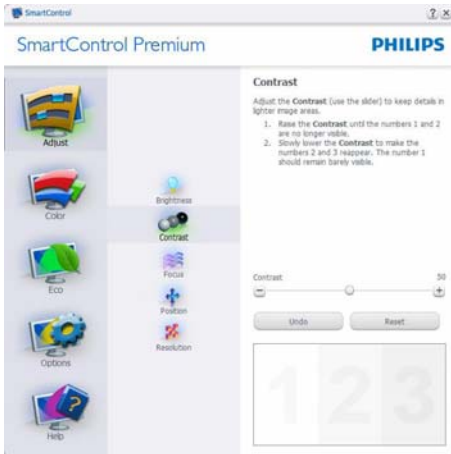 SmartControl
SmartControl Premium
PHILIPS
Adjust
Color
Eco
Options
Help
Brightness
Contrast
Focus
Position
Resolution
Contrast
Adjust the Contrast (use the slider) to keep details in
lighter image areas.
1. Raise the Contrast until the numbers 1 and 2
are no longer visible.
2. Slowly lower the Contrast to make the
numbers 2 and 3 reappear. The number 1
should remain barely visible.
Contrast 50
Undo Reset
1 2 3